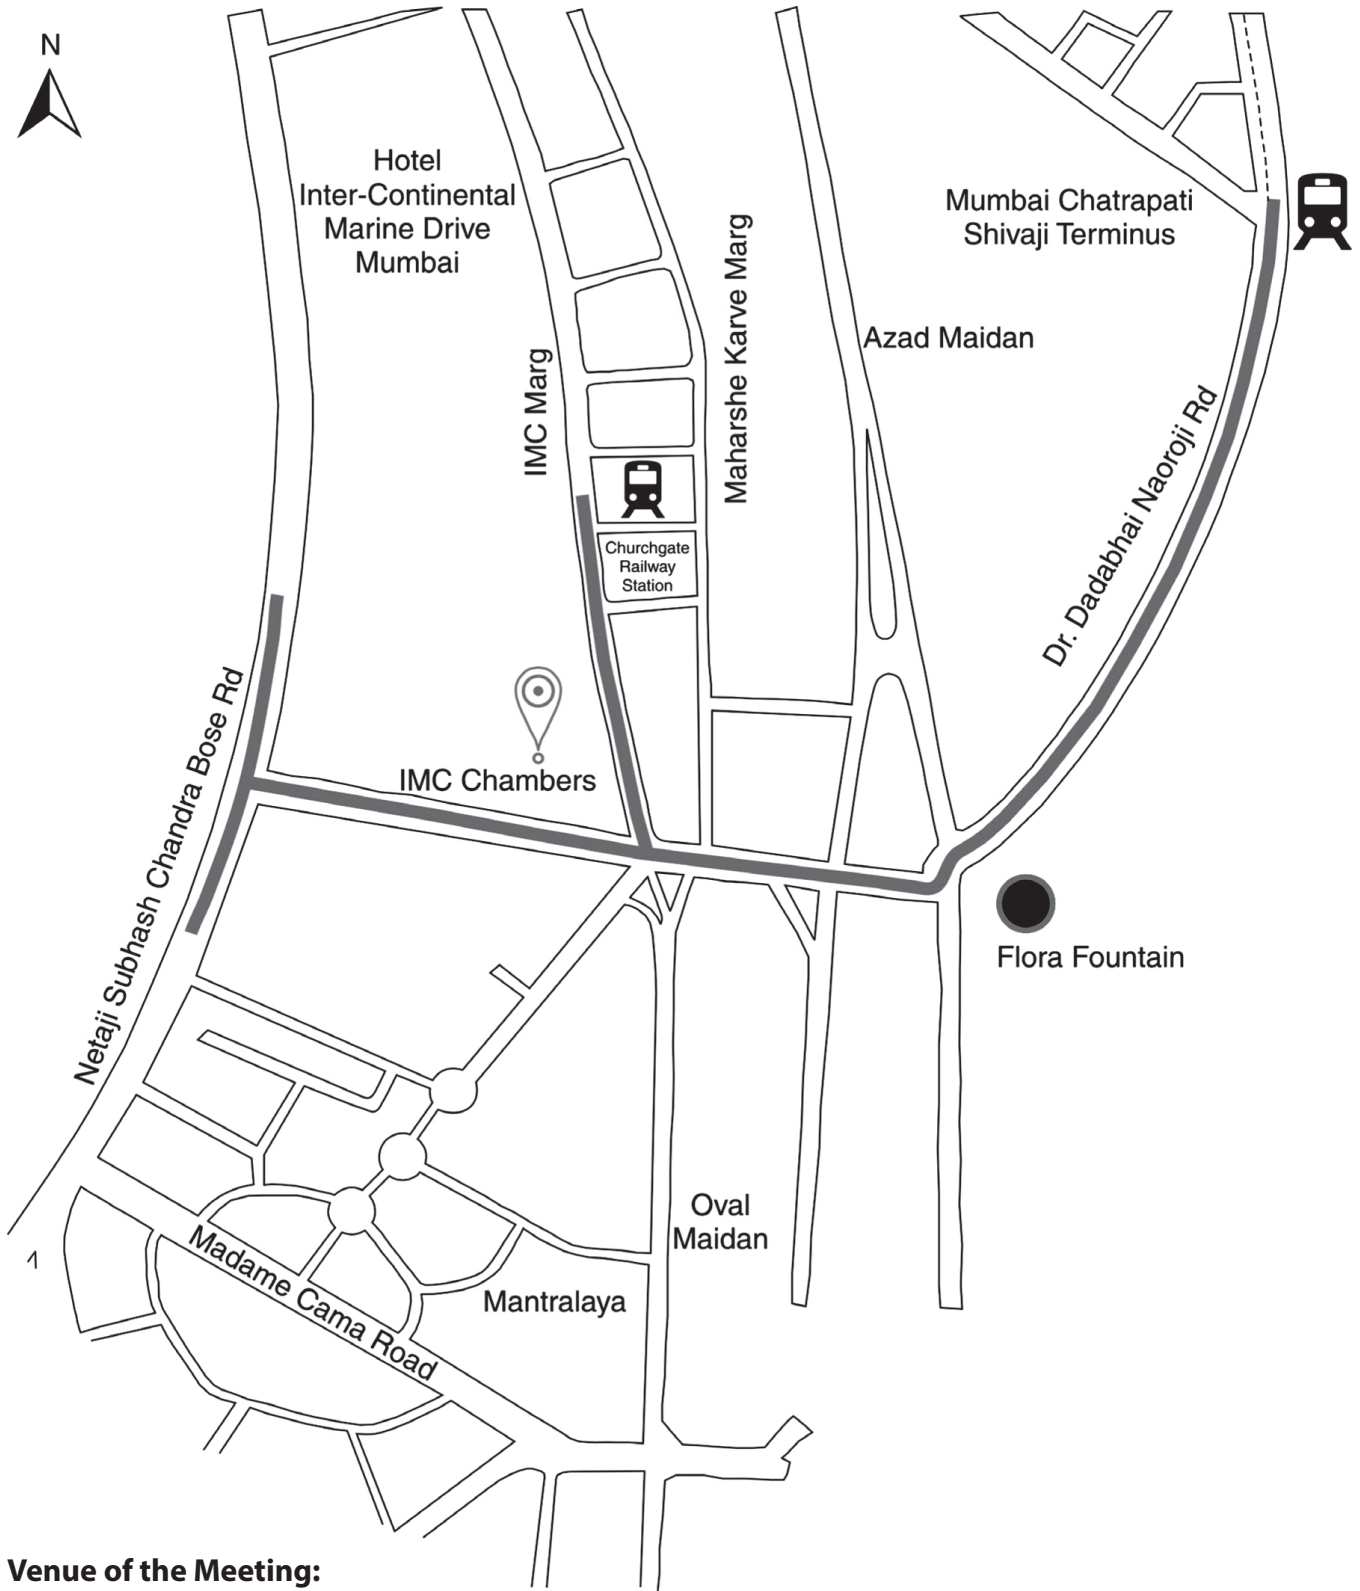 N
Hotel
Inter-Continental
Marine Drive
Mumbai
Mumbai Chatrapati
Shivaji Terminus
Maharshe Karve Marg
Azad Maidan
IMC Marg
Dr. Dadabhai Naoroji Rd
Churchgate
Railway
Station
Netaji Subhash Chandra Bose Rd
IMC Chambers
Flora Fountain
Oval
Maidan
Madame Cama Road
Mantralaya
Venue of the Meeting: